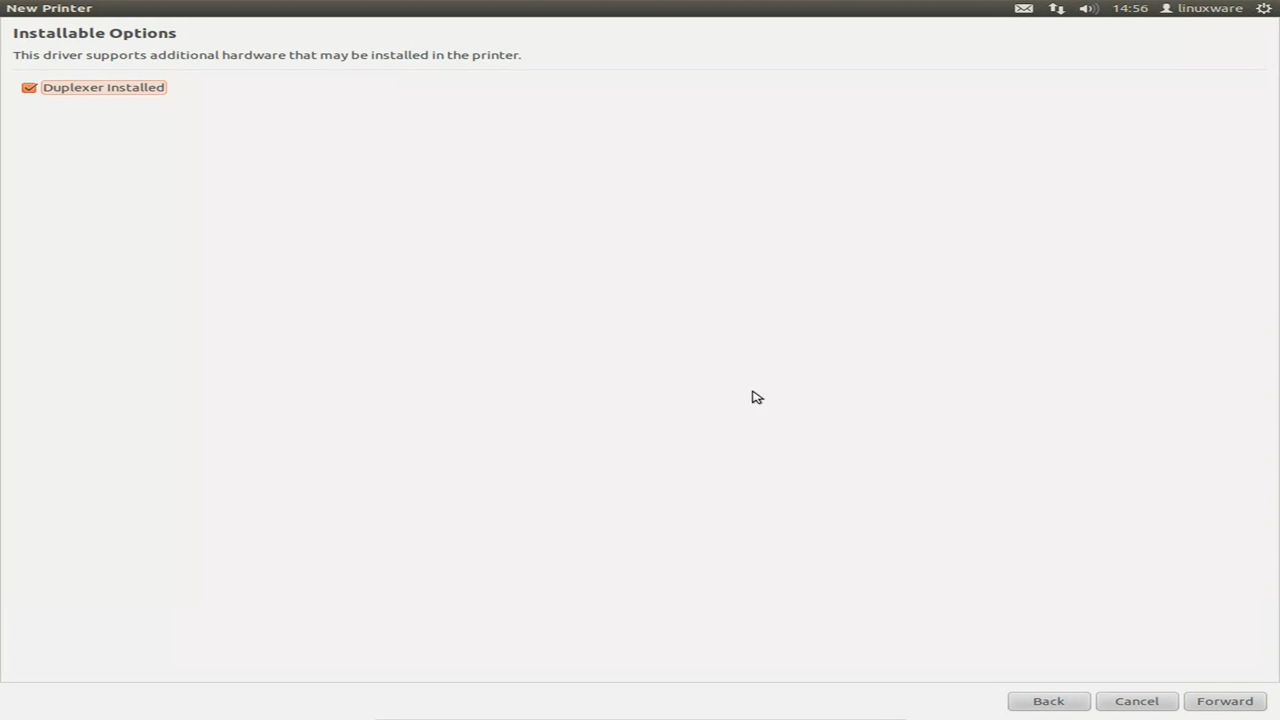 New Printer
14:56
linuxware
Installable Options
This driver supports additional hardware that may be installed in the printer.
Duplexer Installed
Back
Cancel
Forward